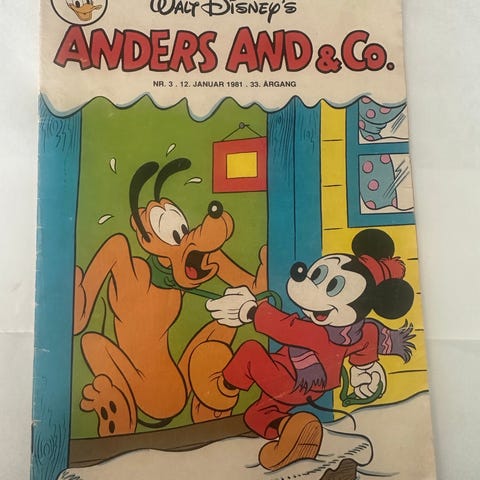 WALT DISNEY'S
ANDERS AND & CO.
NR. 3 . 12. JANUAR 1981 . 33. ÅRGANG